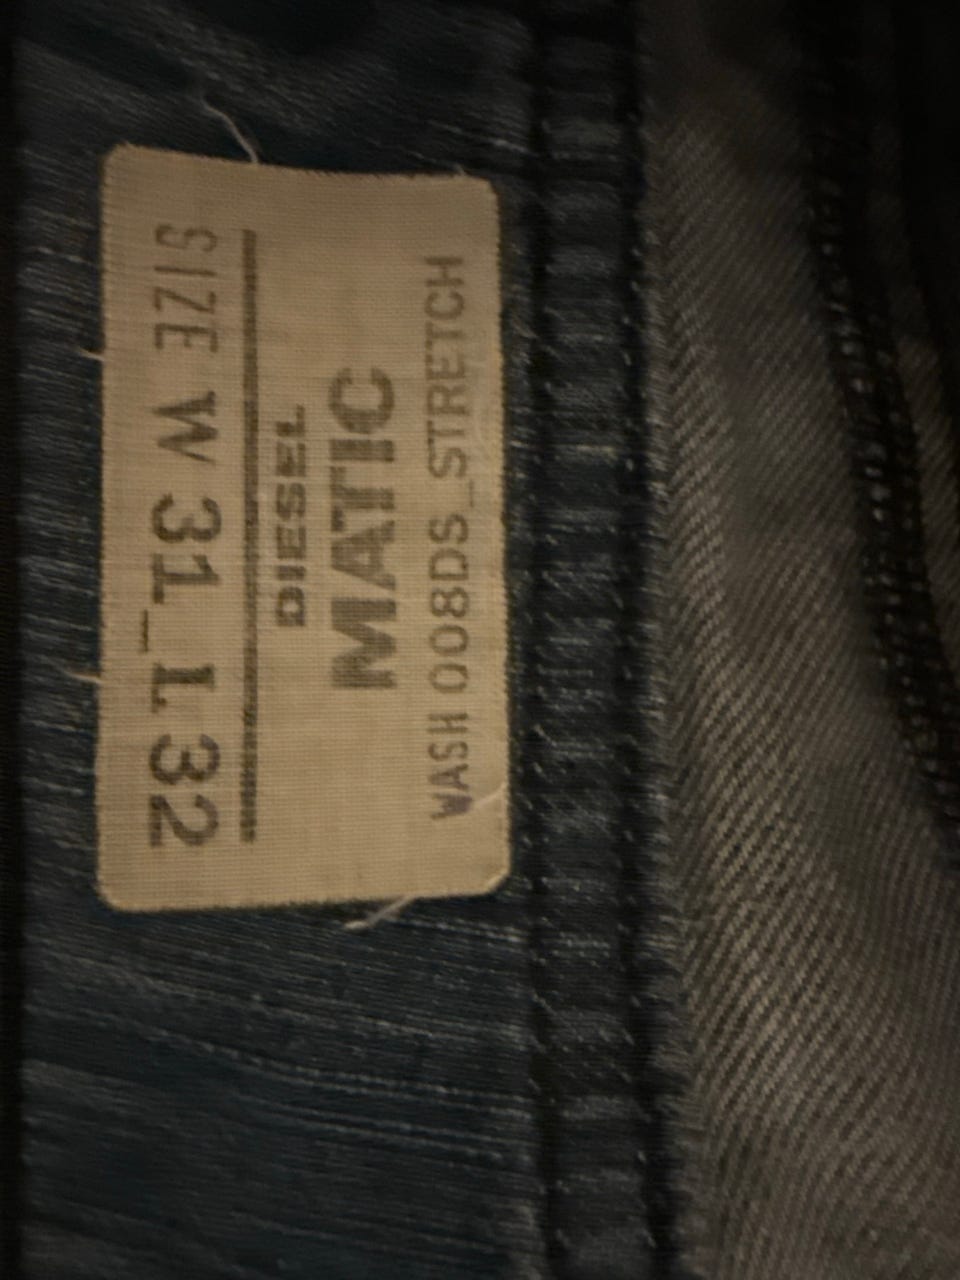 SIZE W 31_L 32
DIESEL
MATIC
WASH 008DS_STRETCH